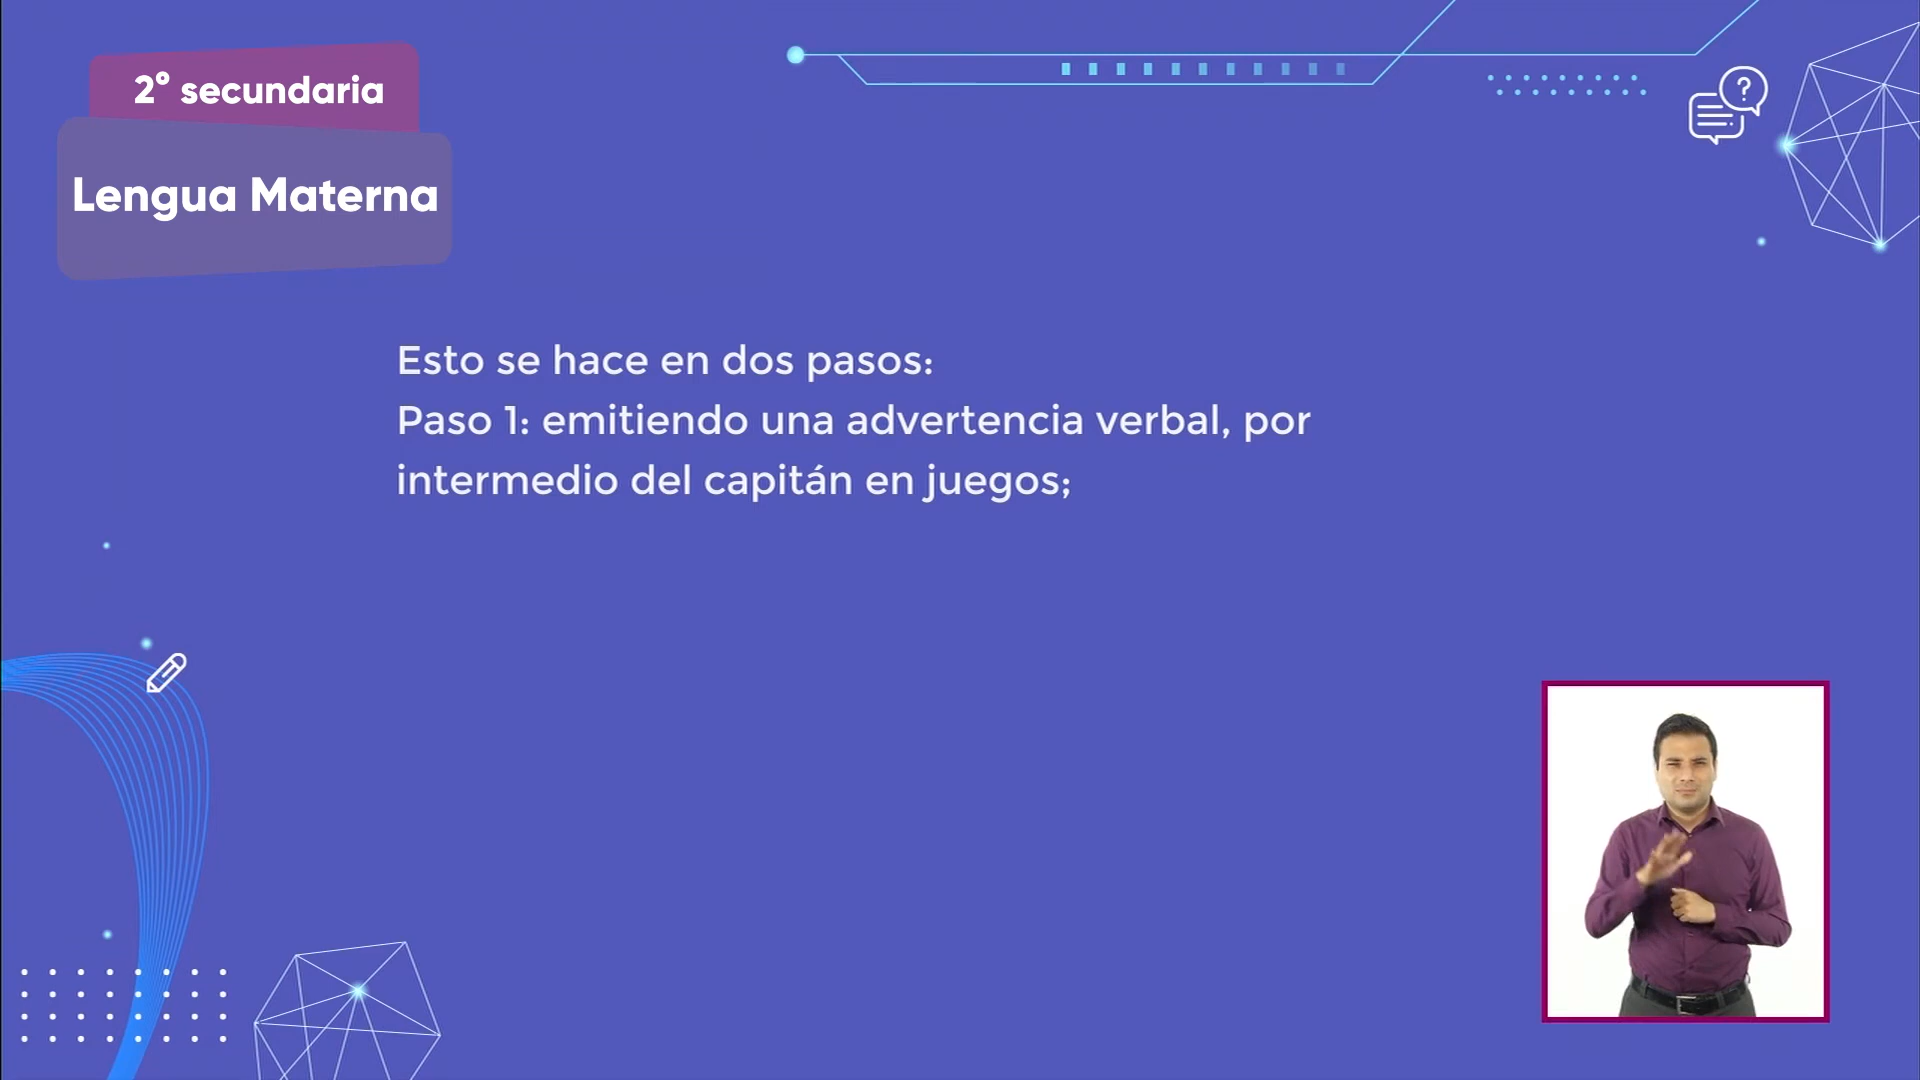 2° secundaria
Lengua Materna
?
Esto se hace en dos pasos:
Paso 1: emitiendo una advertencia verbal, por
intermedio del capitán en juegos;